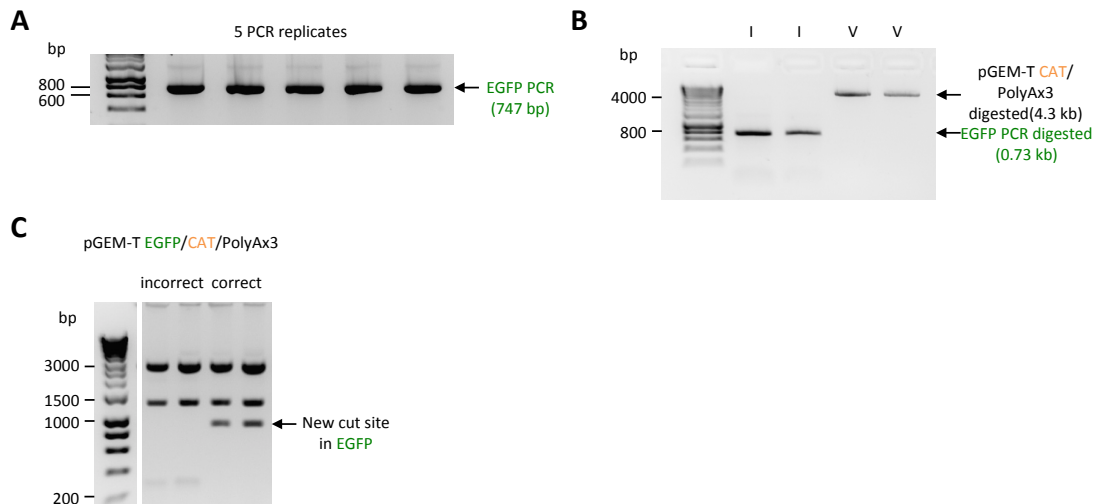 A
5 PCR replicates
bp
800
600
EGFP PCR
(747 bp)
B
I I V V
bp
4000
800
pGEM-T CAT/
PolyAx3
digested(4.3 kb)
EGFP PCR digested
(0.73 kb)
C
pGEM-T EGFP/CAT/PolyAx3
incorrect correct
bp
3000
1500
1000
200
New cut site
in EGFP